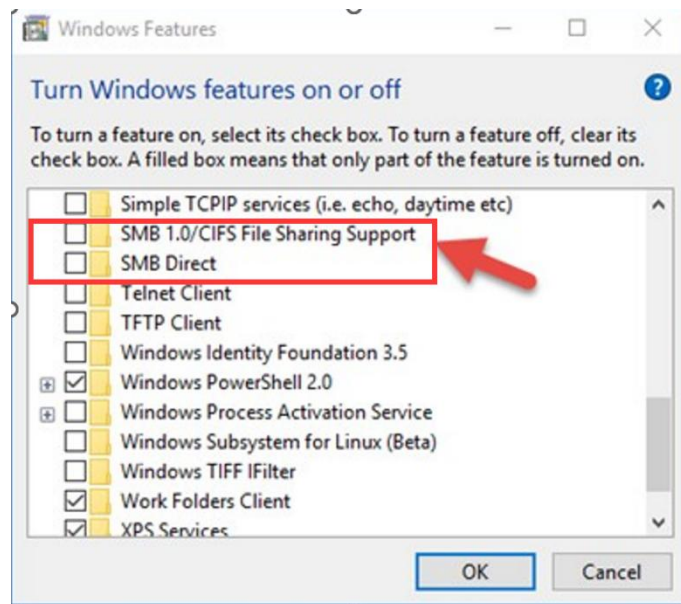 Windows Features
Turn Windows features on or off
To turn a feature on, select its check box. To turn a feature off, clear its
check box. A filled box means that only part of the feature is turned on.
Simple TCPIP services (i.e. echo, daytime etc)
SMB 1.0/CIFS File Sharing Support
SMB Direct
Telnet Client
TFTP Client
Windows Identity Foundation 3.5
Windows PowerShell 2.0
Windows Process Activation Service
Windows Subsystem for Linux (Beta)
Windows TIFF IFilter
Work Folders Client
XPS Services
OK Cancel